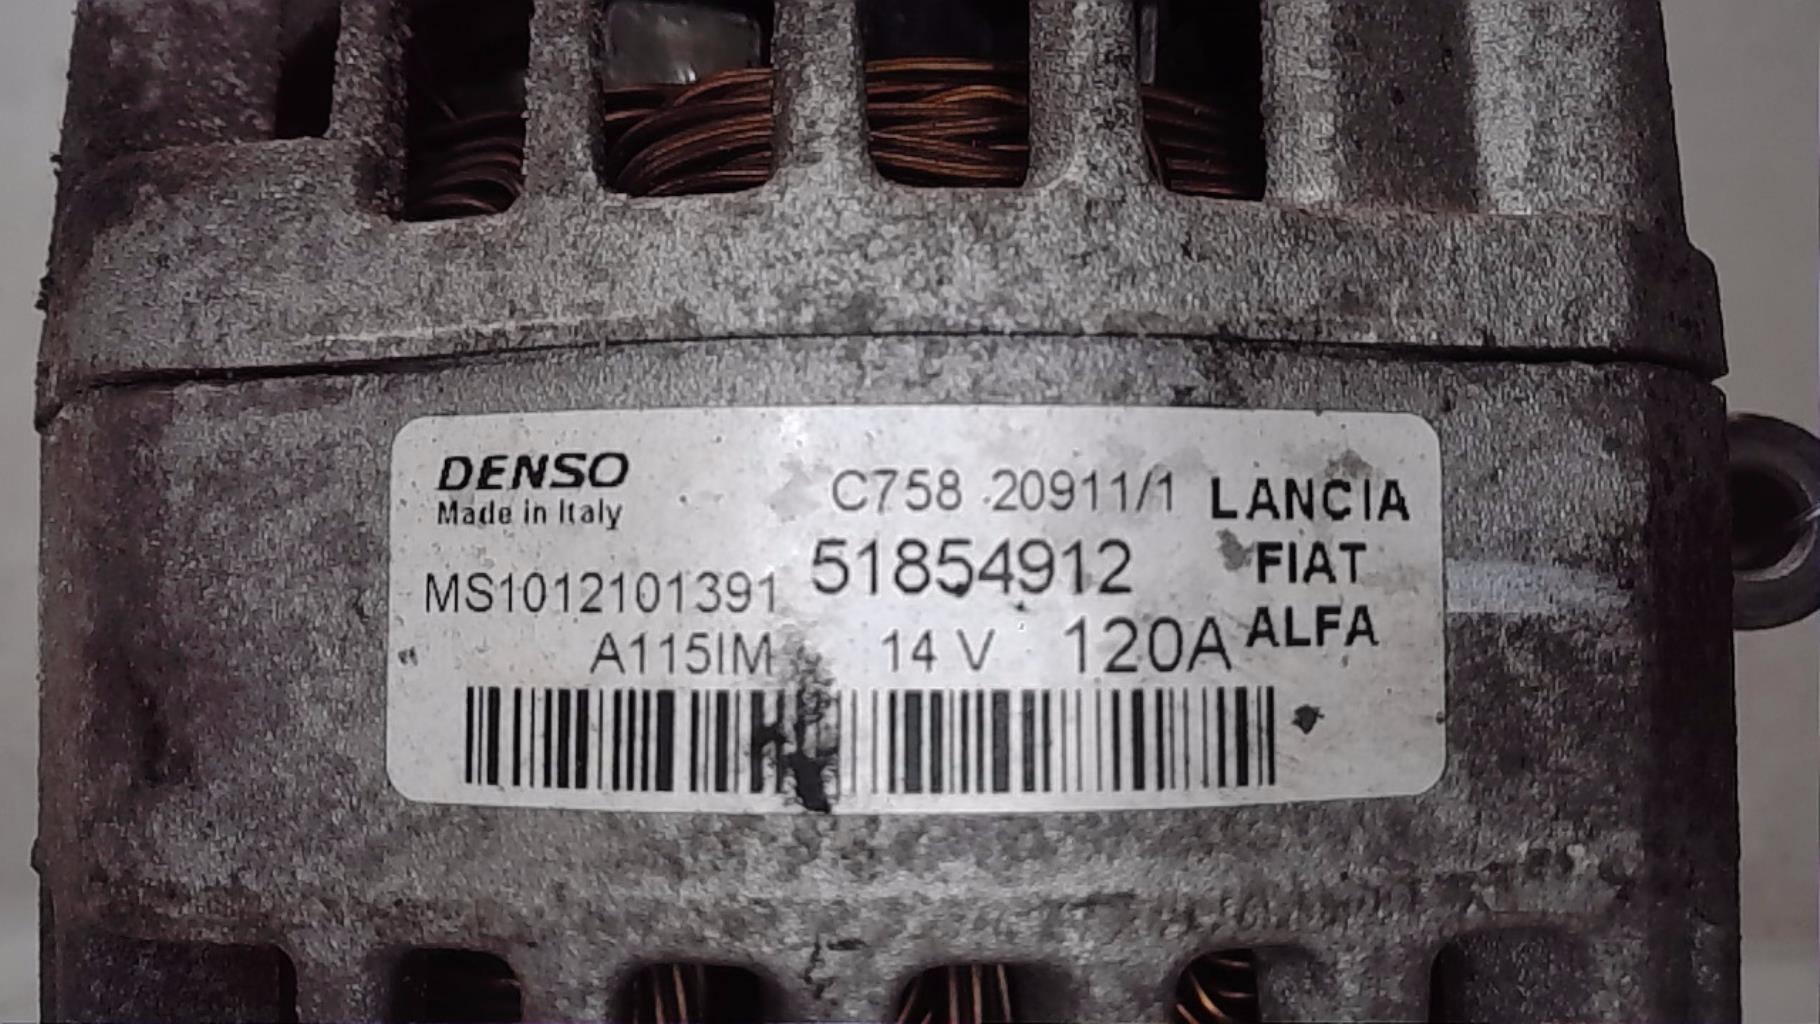 DENSO
Made in Italy
C758 20911/1
LANCIA
MS1012101391
51854912
FIAT
A115IM
14 V
120A
ALFA